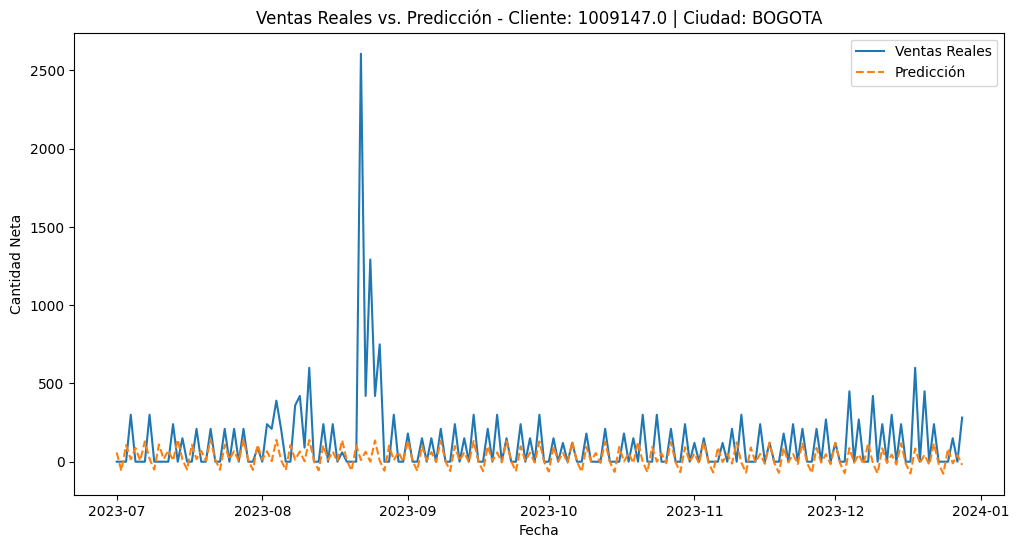 Ventas Reales vs. Predicción - Cliente: 1009147.0 | Ciudad: BOGOTA
Ventas Reales
Predicción
Cantidad Neta
2500
2000
1500
1000
500
0
2023-07
2023-08
2023-09
2023-10
2023-11
2023-12
2024-01
Fecha